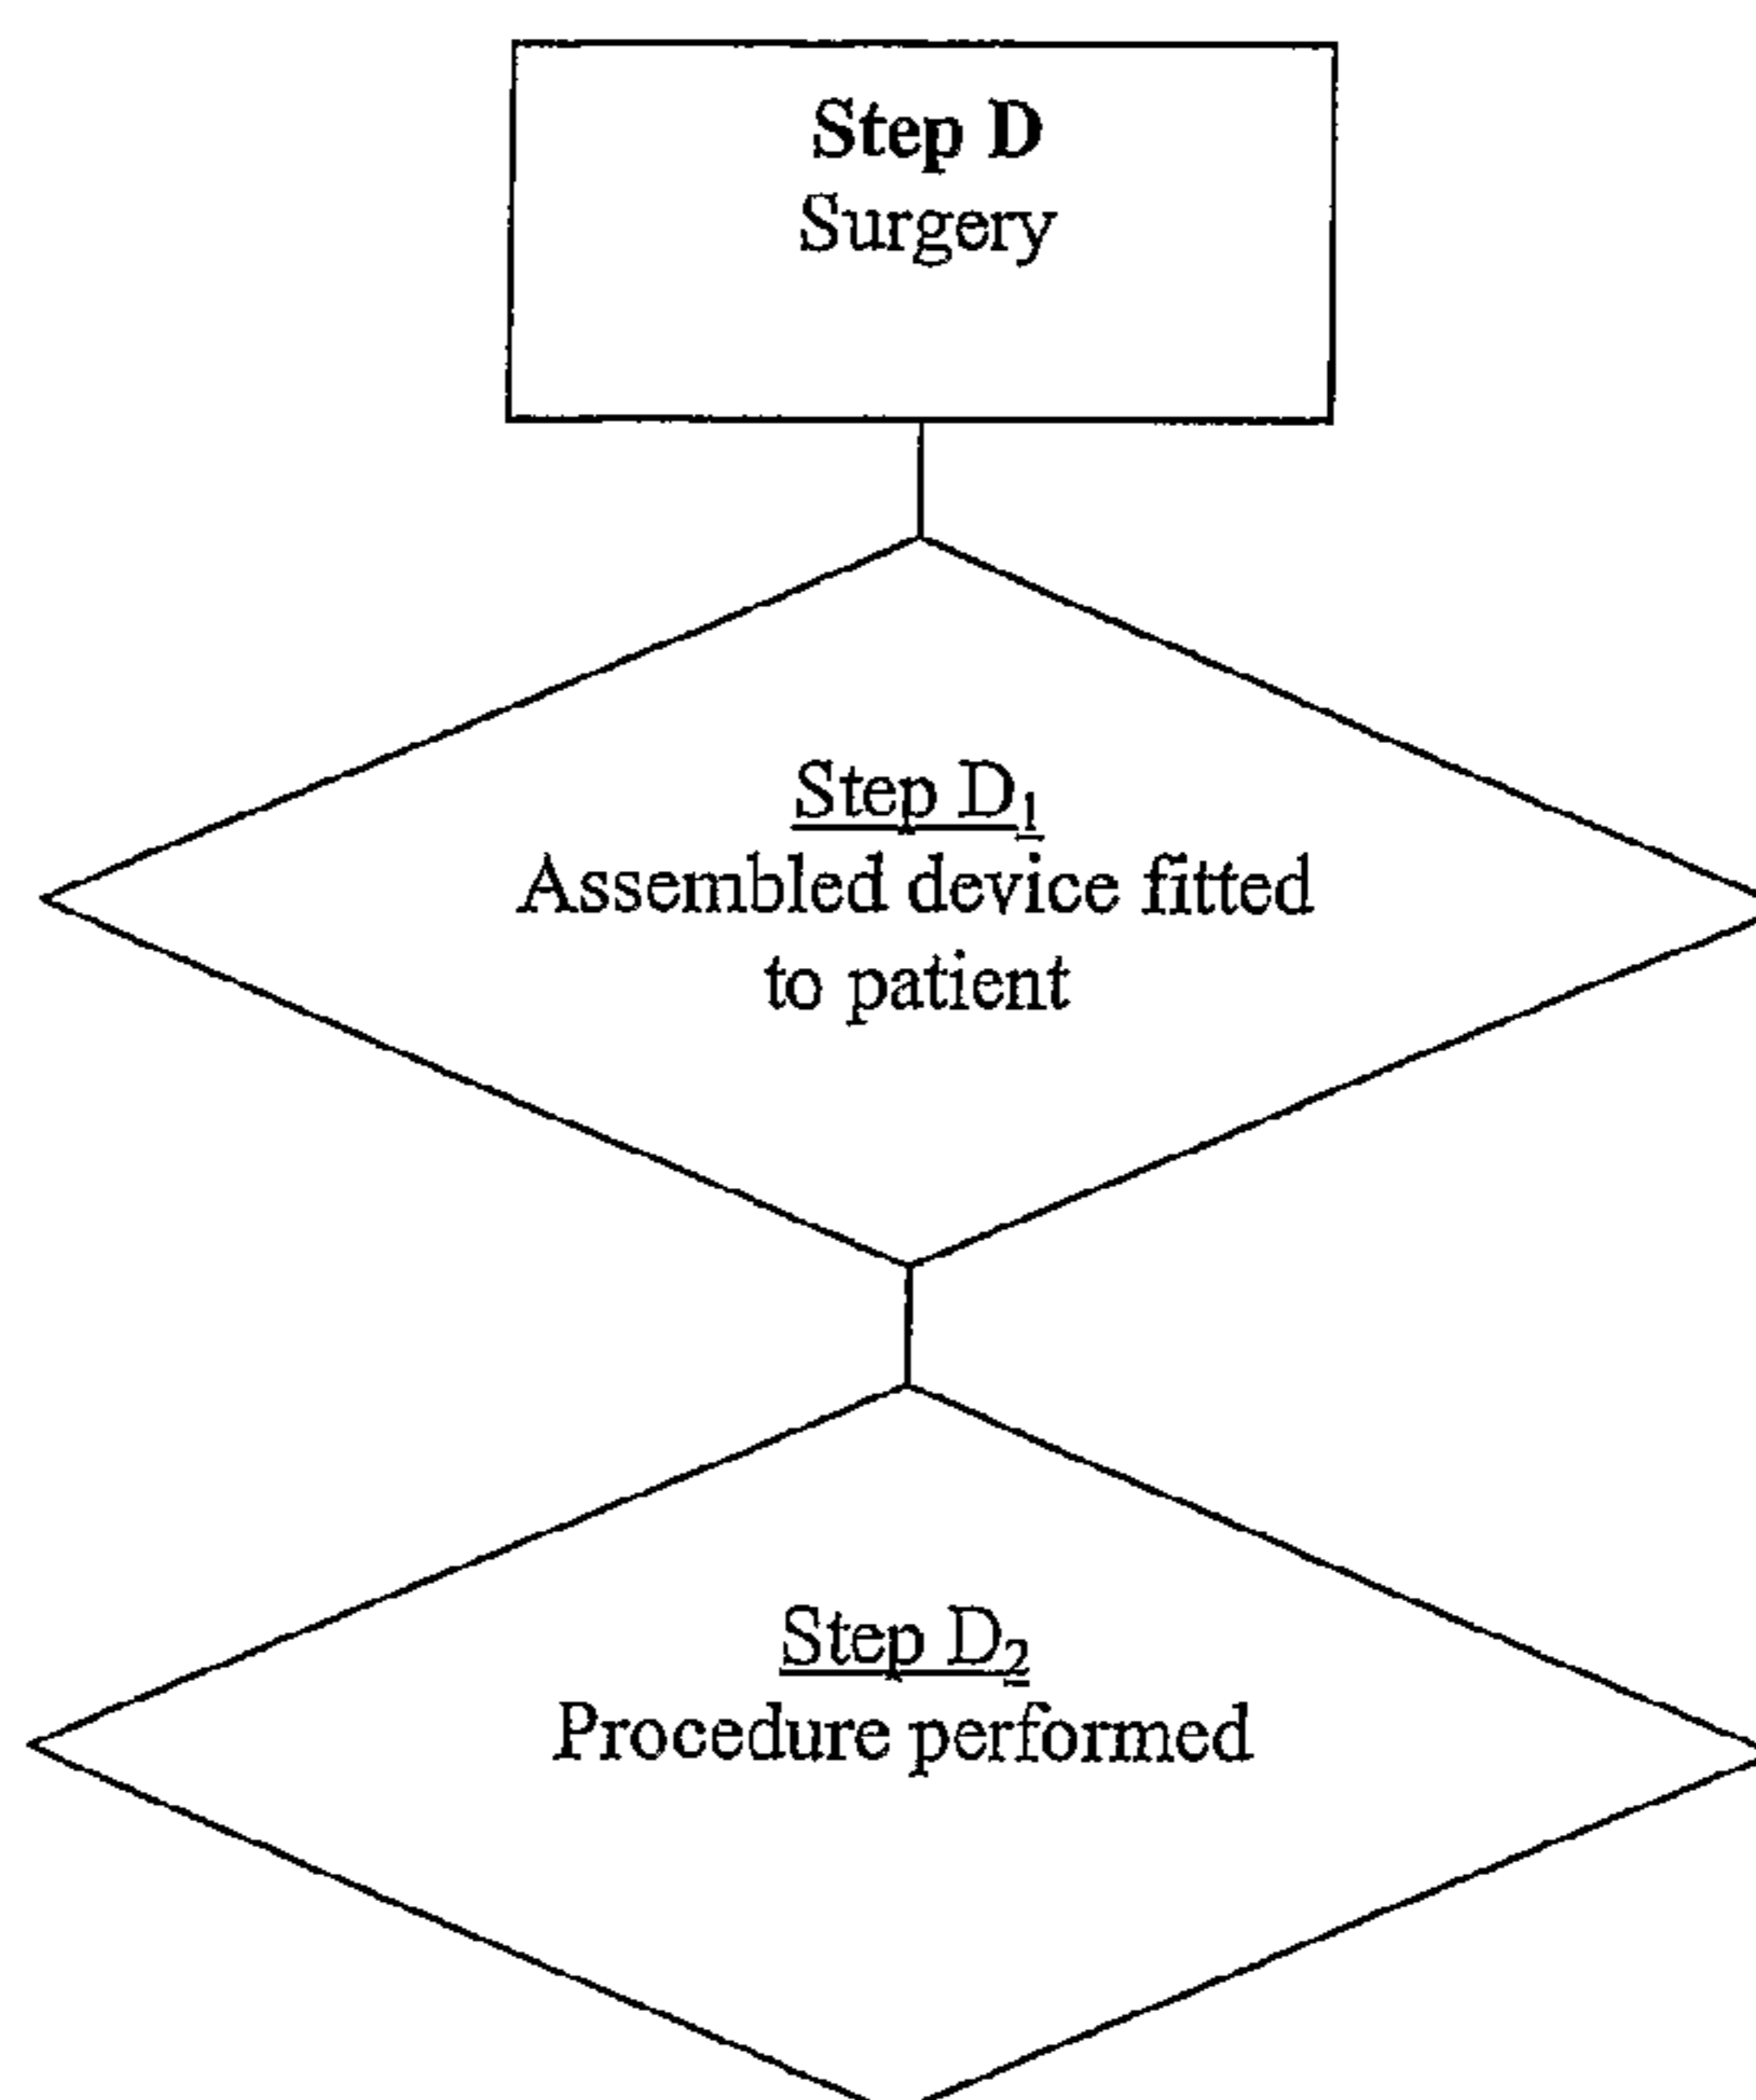 Step D
Surgery
Step D₁
Assembled device fitted
to patient
Step D₂
Procedure performed